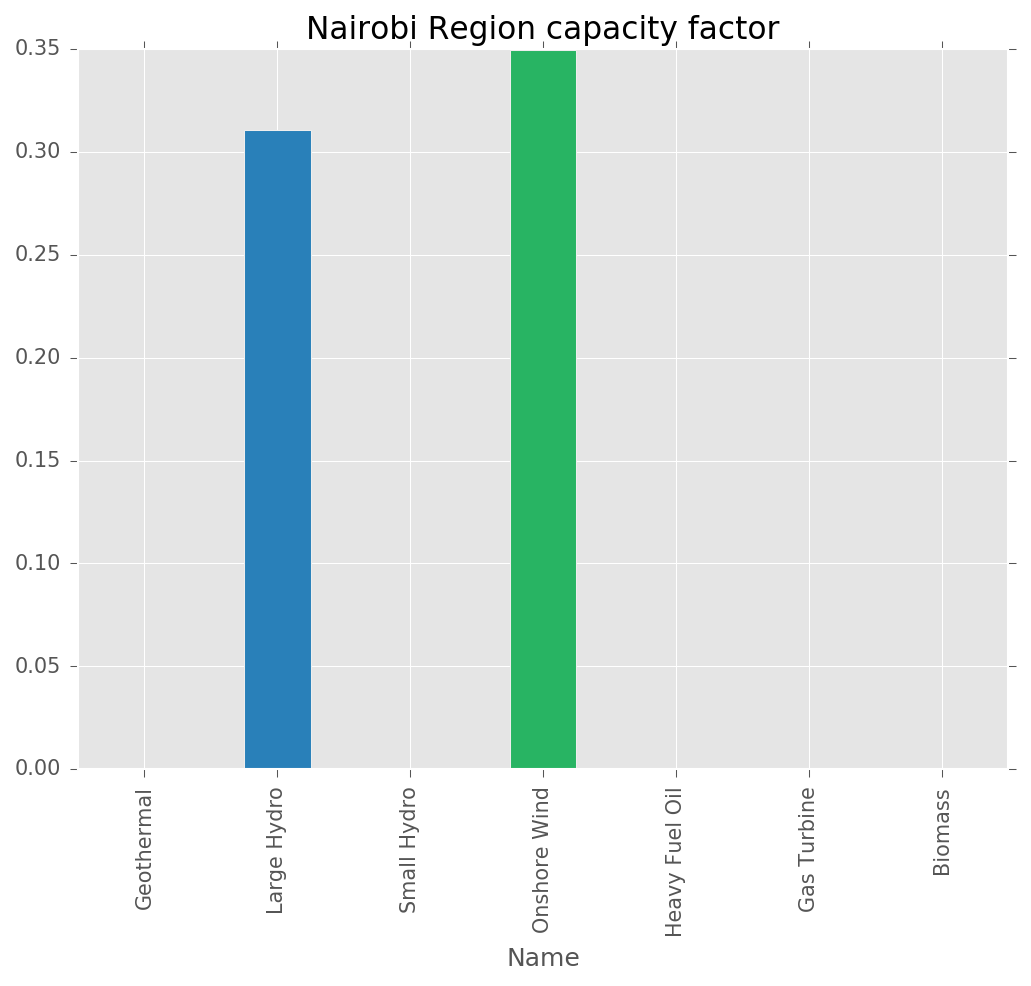 Nairobi Region capacity factor
0.35
0.30
0.25
0.20
0.15
0.10
0.05
0.00
Geothermal
Large Hydro
Small Hydro
Onshore Wind
Heavy Fuel Oil
Gas Turbine
Biomass
Name